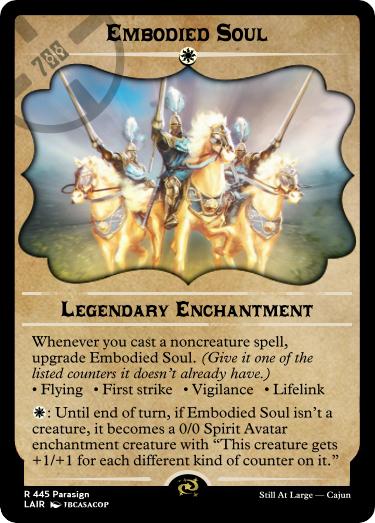 Embodied Soul
700
Legendary Enchantment
Whenever you cast a noncreature spell,
upgrade Embodied Soul. (Give it one of the
listed counters it doesn't already have.)
• Flying • First strike • Vigilance • Lifelink
: Until end of turn, if Embodied Soul isn't a
creature, it becomes a 0/0 Spirit Avatar
enchantment creature with “This creature gets
+1/+1 for each different kind of counter on it.”
R 445 Parasign
LAIR TBCASACOP
Still At Large — Cajun